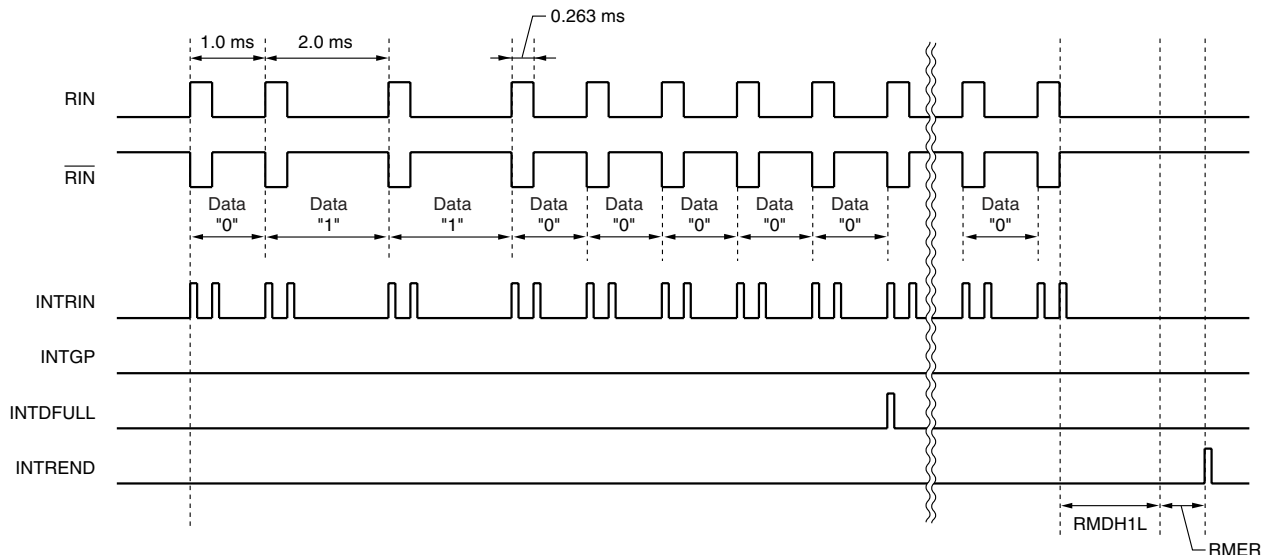 0.263 ms
1.0 ms
2.0 ms
RIN
RIN
Data
"0"
Data
"1"
Data
"1"
Data
"0"
Data
"0"
Data
"0"
Data
"0"
Data
"0"
Data
"0"
INTRIN
INTGP
INTDFULL
INTREND
RMDH1L
RMER